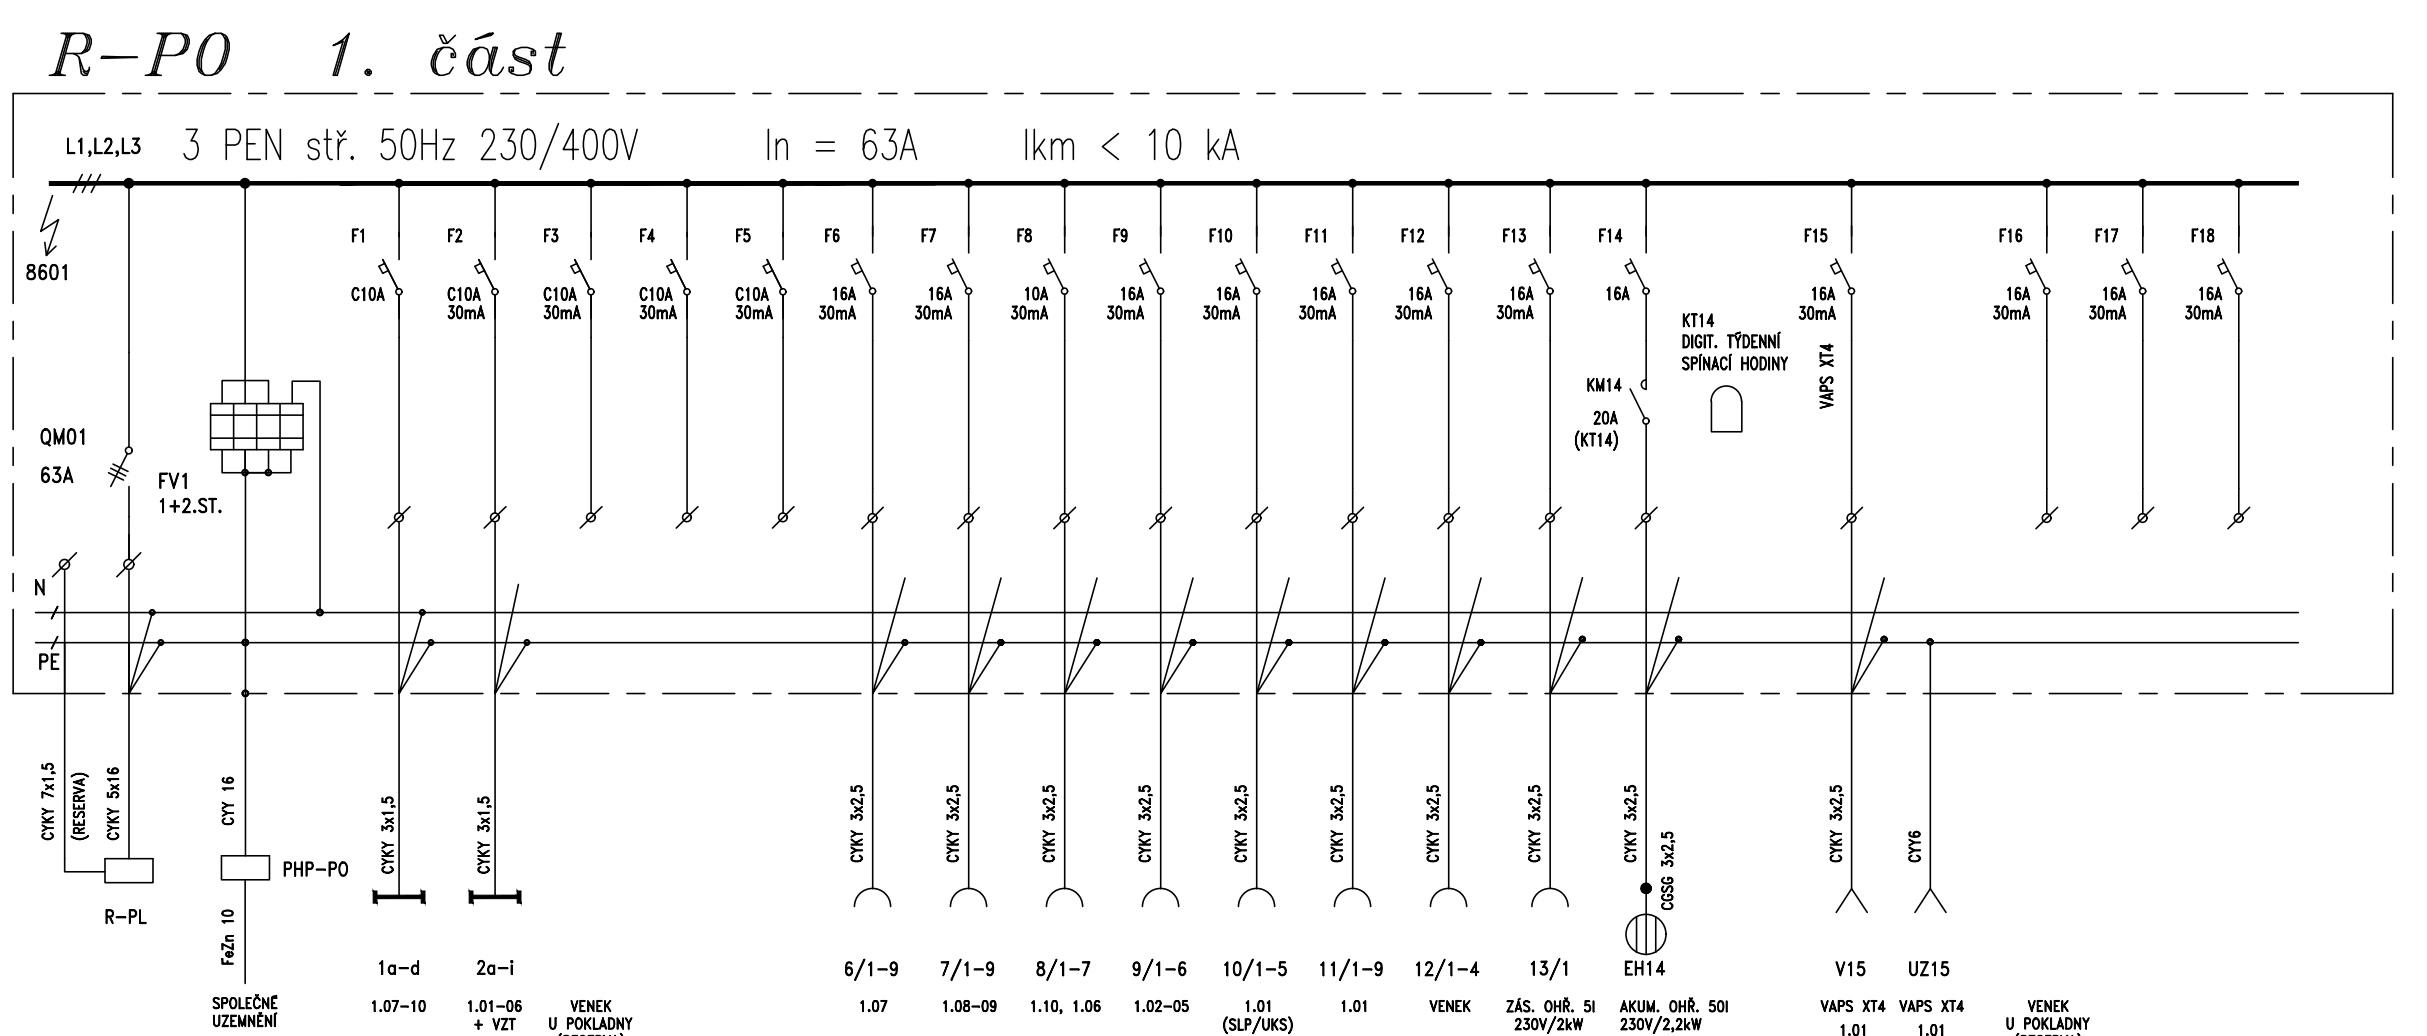 R-PO 1. část
L1,L2,L3 3 PEN stř. 50Hz 230/400V In = 63A Ikm < 10 kA
8601
F1 F2 F3 F4 F5 F6 F7 F8 F9 F10 F11 F12 F13 F14 F15 F16 F17 F18
C10A C10A C10A C10A C10A 16A 16A 10A 16A 16A 16A 16A 16A 16A 16A 16A 16A 16A
30mA 30mA 30mA 30mA 30mA 30mA 30mA 30mA 30mA 30mA 30mA 30mA 30mA 30mA 30mA 30mA
KT14
DIGIT. TÝDENNÍ
SPÍNACÍ HODINY
VAPS XT4
KM14
20A
(KT14)
QM01
63A
FV1
1+2.ST.
N
PE
CYKY 7x1,5
(RESERVA)
CYKY 5x16
CYY 16
CYKY 3x1,5
CYKY 3x1,5
CYKY 3x2,5
CYKY 3x2,5
CYKY 3x2,5
CYKY 3x2,5
CYKY 3x2,5
CYKY 3x2,5
CYKY 3x2,5
CYKY 3x2,5
CYKY 3x2,5
CGSG 3x2,5
CYKY 3x2,5
CYY6
PHP-PO
R-PL
FeZn 10
1a-d 2a-i 6/1-9 7/1-9 8/1-7 9/1-6 10/1-5 11/1-9 12/1-4 13/1 EH14 V15 UZ15
SPOLEČNÉ 1.07-10 1.01-06 VENEK 1.07 1.08-09 1.10, 1.06 1.02-05 1.01 1.01 VENEK ZÁS. OHŘ. 5l AKUM. OHŘ. 50l VAPS XT4 VAPS XT4 VENEK
UZEMNĚNÍ + VZT U POKLADNY (SLP/UKS) 230V/2kW 230V/2,2kW 1.01 1.01 U POKLADNY